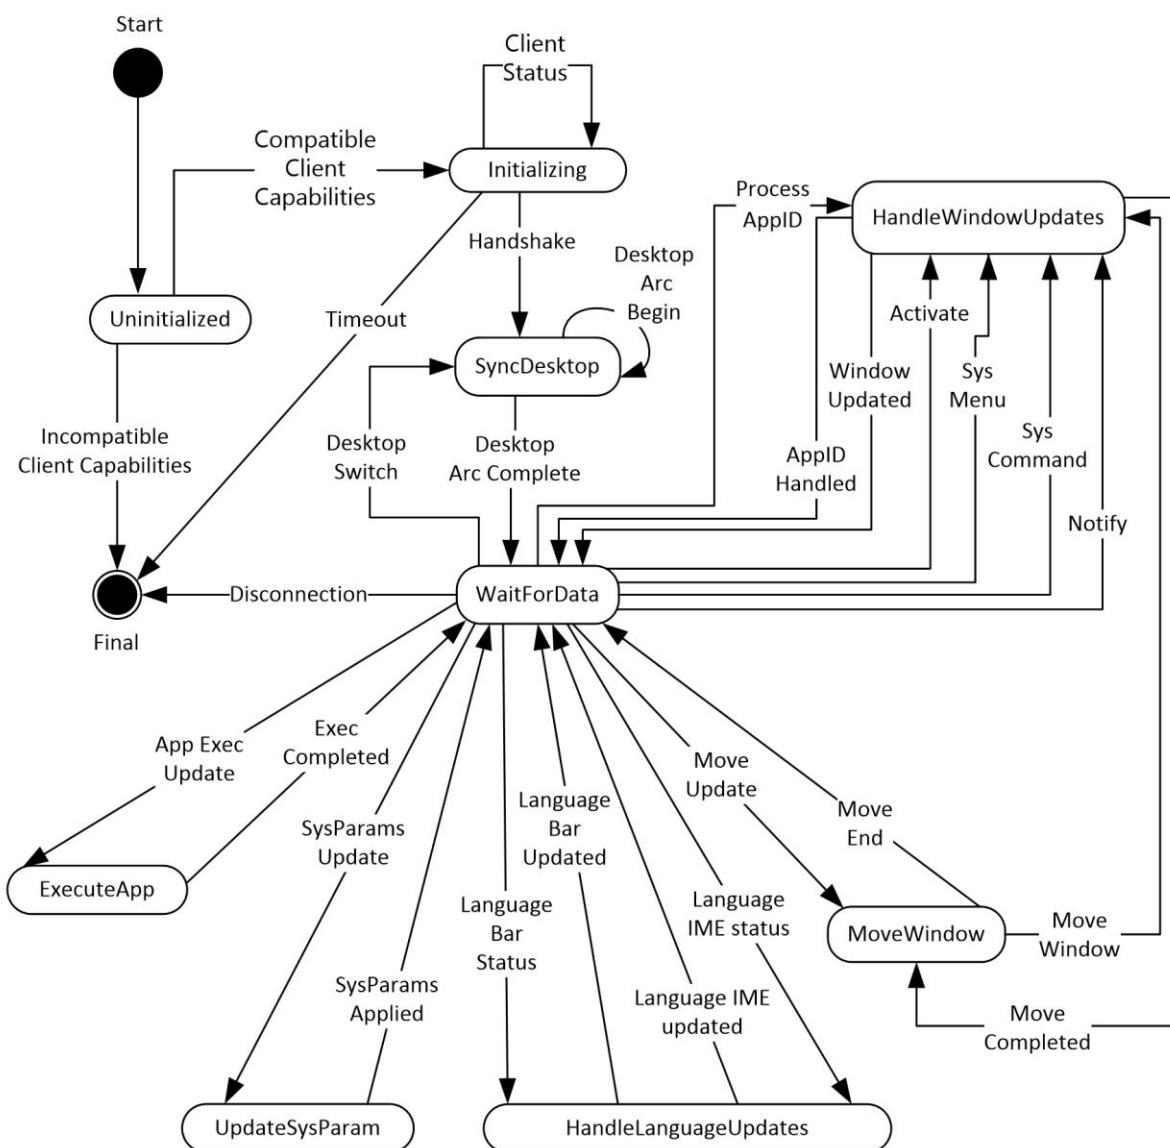 Start
Client
Status
Compatible
Client
Capabilities
Initializing
Process
AppID
HandleWindowUpdates
Handshake
Desktop
Arc
Begin
Uninitialized
Timeout
Activate
SyncDesktop
Window
Updated
Sys
Menu
Incompatible
Client Capabilities
Desktop
Switch
Desktop
Arc Complete
AppID
Handled
Sys
Command
Notify
Disconnection
WaitForData
Final
App Exec
Update
Exec
Completed
Move
Update
SysParams
Update
Language
Bar
Updated
Move
End
ExecuteApp
Language
Bar
Status
Language
IME status
MoveWindow
Move
Window
SysParams
Applied
Language IME
updated
Move
Completed
UpdateSysParam
HandleLanguageUpdates